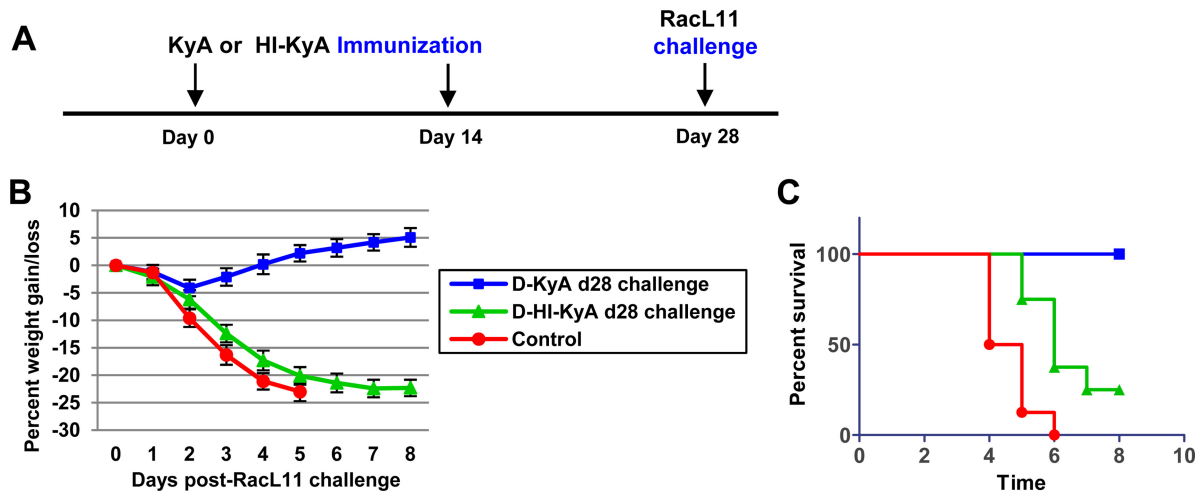 A
KyA or HI-KyA Immunization
RacL11
challenge
Day 0
Day 14
Day 28
B
Percent weight gain/loss
10
5
0
-5
-10
-15
-20
-25
-30
0 1 2 3 4 5 6 7 8
Days post-RacL11 challenge
D-KyA d28 challenge
D-HI-KyA d28 challenge
Control
C
Percent survival
100
50
0
0 2 4 6 8 10
Time